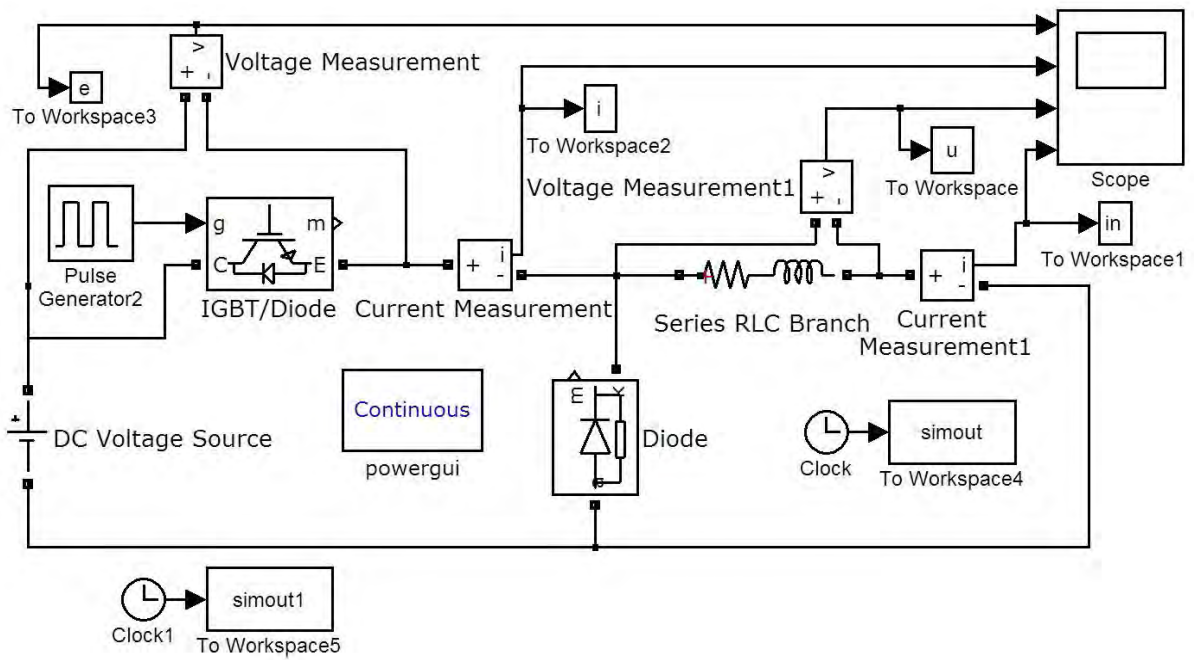 v
+ -
Voltage Measurement
e
To Workspace3
i
To Workspace2
v
+ -
Voltage Measurement1
u
To Workspace
Scope
in
To Workspace1
Pulse
Generator2
g m
C E
IGBT/Diode
+ i
-
Current Measurement
Series RLC Branch
+ i
-
Current
Measurement1
+
DC Voltage Source
Continuous
powergui
m k
a
Diode
Clock
simout
To Workspace4
Clock1
simout1
To Workspace5